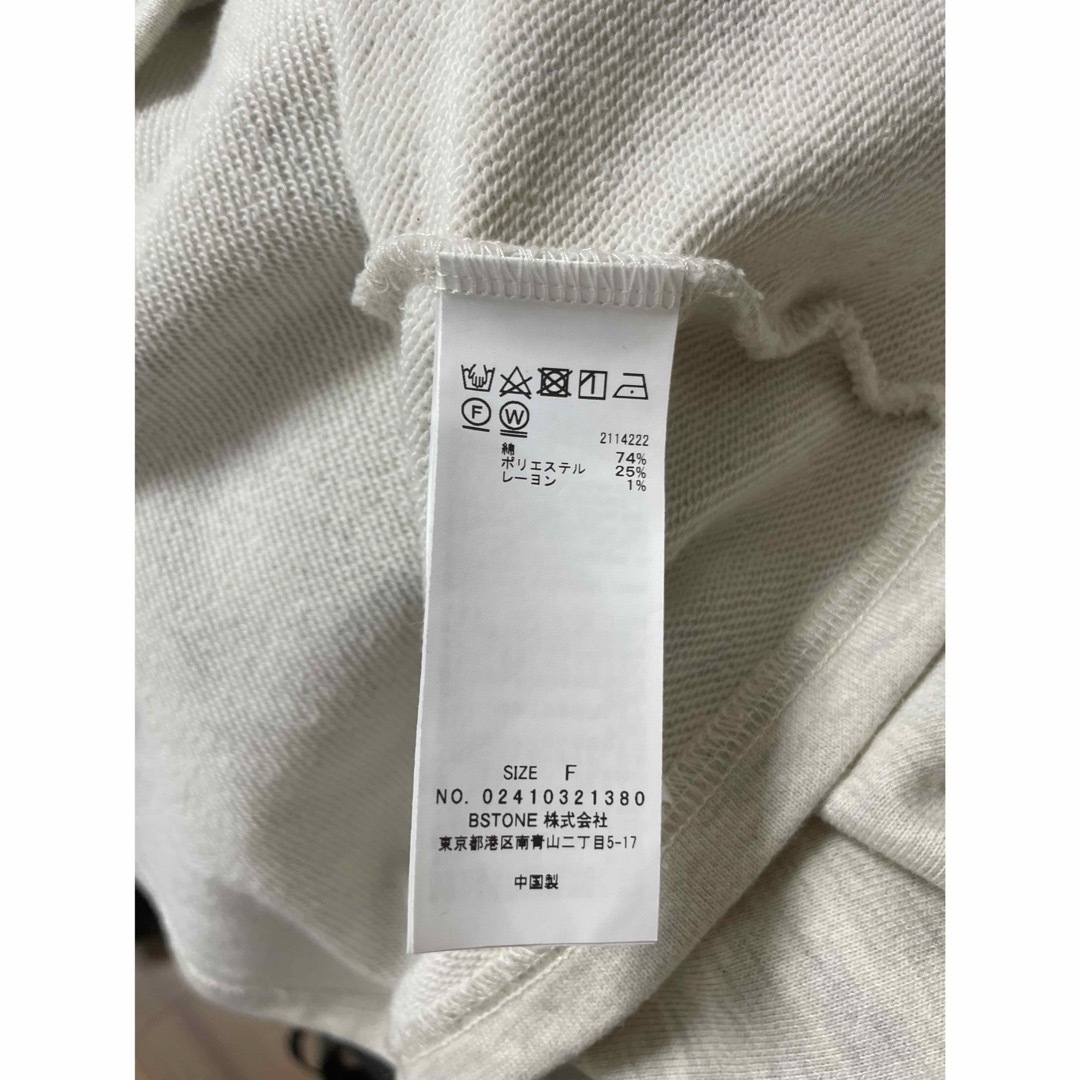 F W
2114222
綿 74%
ポリエステル 25%
レーヨン 1%
SIZE F
NO. 02410321380
BSTONE 株式会社
東京都港区南青山二丁目5-17
中国製